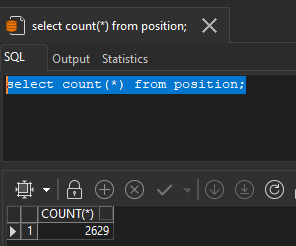 select count(*) from position;
SQL Output Statistics
select count(*) from position;
COUNT(*)
1 2629